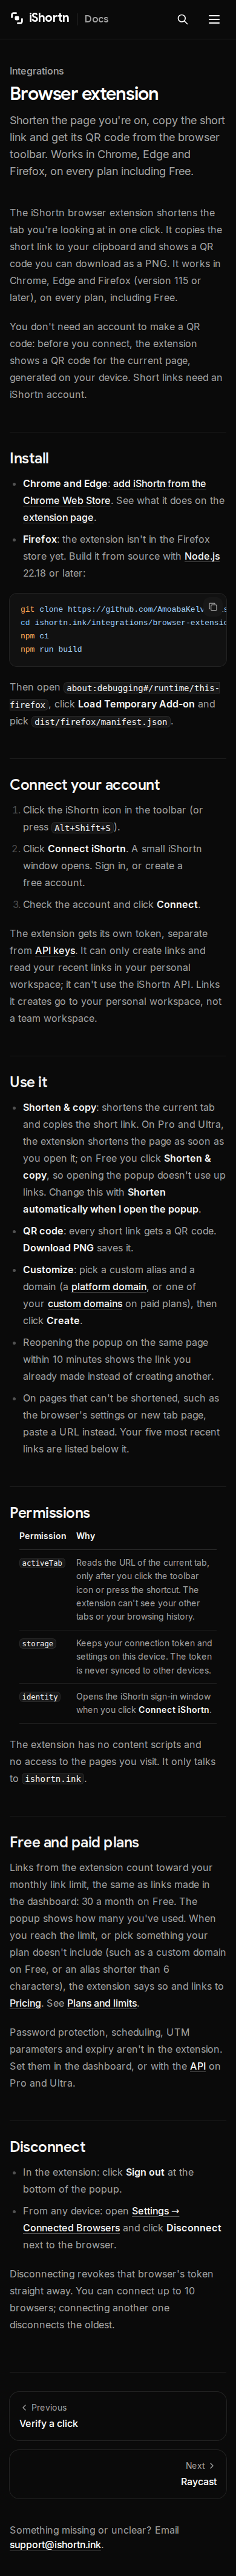 iShortn Docs
Integrations
Browser extension
Shorten the page you're on, copy the short
link and get its QR code from the browser
toolbar. Works in Chrome, Edge and
Firefox, on every plan including Free.
The iShortn browser extension shortens the
tab you're looking at in one click. It copies the
short link to your clipboard and shows a QR
code you can download as a PNG. It works in
Chrome, Edge and Firefox (version 115 or
later), on every plan, including Free.
You don't need an account to make a QR
code: before you connect, the extension
shows a QR code for the current page,
generated on your device. Short links need an
iShortn account.
Install
Chrome and Edge: add iShortn from the
Chrome Web Store. See what it does on the
extension page.
Firefox: the extension isn't in the Firefox
store yet. Build it from source with Node.js
22.18 or later:
git clone https://github.com/AmoabaKelv
cd ishortn.ink/integrations/browser-extensio
npm ci
npm run build
Then open about:debugging#/runtime/this-
firefox, click Load Temporary Add-on and
pick dist/firefox/manifest.json.
Connect your account
1. Click the iShortn icon in the toolbar (or
press Alt+Shift+S).
2. Click Connect iShortn. A small iShortn
window opens. Sign in, or create a
free account.
3. Check the account and click Connect.
The extension gets its own token, separate
from API keys. It can only create links and
read your recent links in your personal
workspace; it can't use the iShortn API. Links
it creates go to your personal workspace, not
a team workspace.
Use it
Shorten & copy: shortens the current tab
and copies the short link. On Pro and Ultra,
the extension shortens the page as soon as
you open it; on Free you click Shorten &
copy, so opening the popup doesn't use up
links. Change this with Shorten
automatically when I open the popup.
QR code: every short link gets a QR code.
Download PNG saves it.
Customize: pick a custom alias and a
domain (a platform domain, or one of
your custom domains on paid plans), then
click Create.
Reopening the popup on the same page
within 10 minutes shows the link you
already made instead of creating another.
On pages that can't be shortened, such as
the browser's settings or new tab page,
paste a URL instead. Your five most recent
links are listed below it.
Permissions
Permission Why
activeTab Reads the URL of the current tab,
only after you click the toolbar
icon or press the shortcut. The
extension can't see your other
tabs or your browsing history.
storage Keeps your connection token and
settings on this device. The token
is never synced to other devices.
identity Opens the iShortn sign-in window
when you click Connect iShortn.
The extension has no content scripts and
no access to the pages you visit. It only talks
to ishortn.ink.
Free and paid plans
Links from the extension count toward your
monthly link limit, the same as links made in
the dashboard: 30 a month on Free. The
popup shows how many you've used. When
you reach the limit, or pick something your
plan doesn't include (such as a custom domain
on Free, or an alias shorter than 6
characters), the extension says so and links to
Pricing. See Plans and limits.
Password protection, scheduling, UTM
parameters and expiry aren't in the extension.
Set them in the dashboard, or with the API on
Pro and Ultra.
Disconnect
In the extension: click Sign out at the
bottom of the popup.
From any device: open Settings →
Connected Browsers and click Disconnect
next to the browser.
Disconnecting revokes that browser's token
straight away. You can connect up to 10
browsers; connecting another one
disconnects the oldest.
Previous
Verify a click
Next
Raycast
Something missing or unclear? Email
support@ishortn.ink.